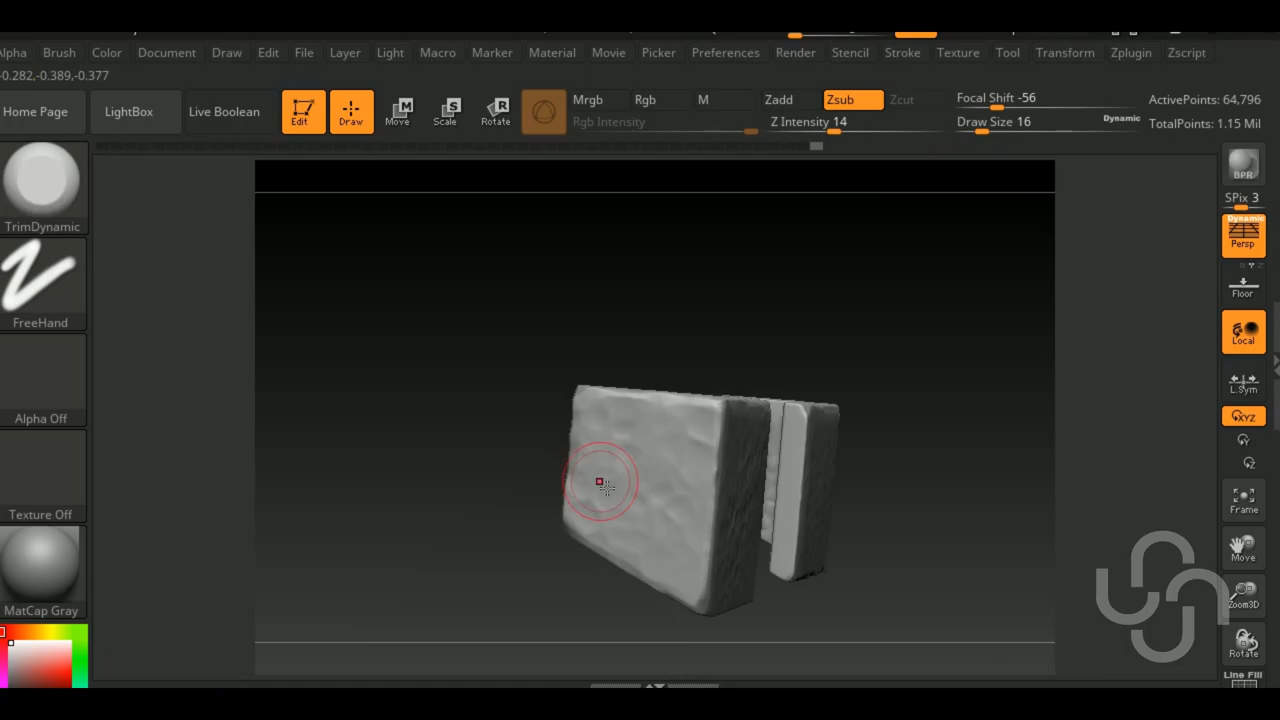 Alpha Brush Color Document Draw Edit File Layer Light Macro Marker Material Movie Picker Preferences Render Stencil Stroke Texture Tool Transform Zplugin Zscript
-0.282,-0.389,-0.377
Home Page LightBox Live Boolean Edit Draw Move Scale Rotate
M S R
Mrgb Rgb M Zadd Zsub Zcut Focal Shift -56 ActivePoints: 64,796
Rgb Intensity Z Intensity 14 Draw Size 16 Dynamic TotalPoints: 1.15 Mil
TrimDynamic
FreeHand
Alpha Off
Texture Off
MatCap Gray
BPR
SPix 3
Dynamic
Persp
Floor
Local
L.Sym
XYZ
Y
Z
Frame
Move
Zoom3D
Rotate
Line Fill